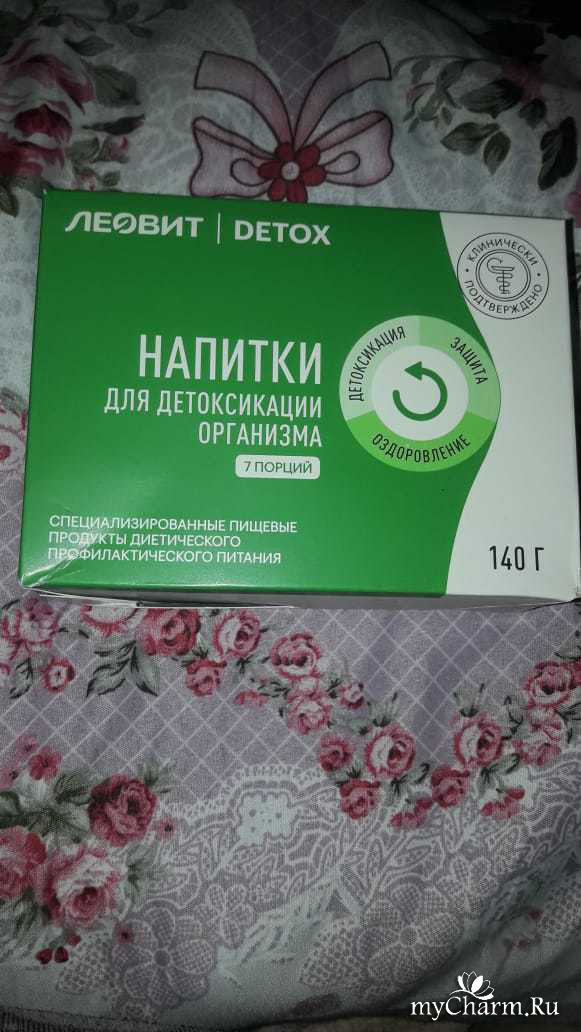 ЛЕОВИТ | DETOX
КЛИНИЧЕСКИ
ПОДТВЕРЖДЕНО
НАПИТКИ
ДЛЯ ДЕТОКСИКАЦИИ
ОРГАНИЗМА
7 ПОРЦИЙ
ДЕТОКСИКАЦИЯ
ЗАЩИТА
ОЗДОРОВЛЕНИЕ
СПЕЦИАЛИЗИРОВАННЫЕ ПИЩЕВЫЕ
ПРОДУКТЫ ДИЕТИЧЕСКОГО
ПРОФИЛАКТИЧЕСКОГО ПИТАНИЯ
140 Г
myCharm.Ru